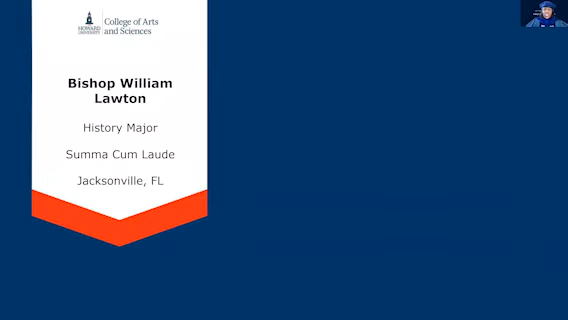 HOWARD
UNIVERSITY
College of Arts
and Sciences
Bishop William
Lawton
History Major
Summa Cum Laude
Jacksonville, FL